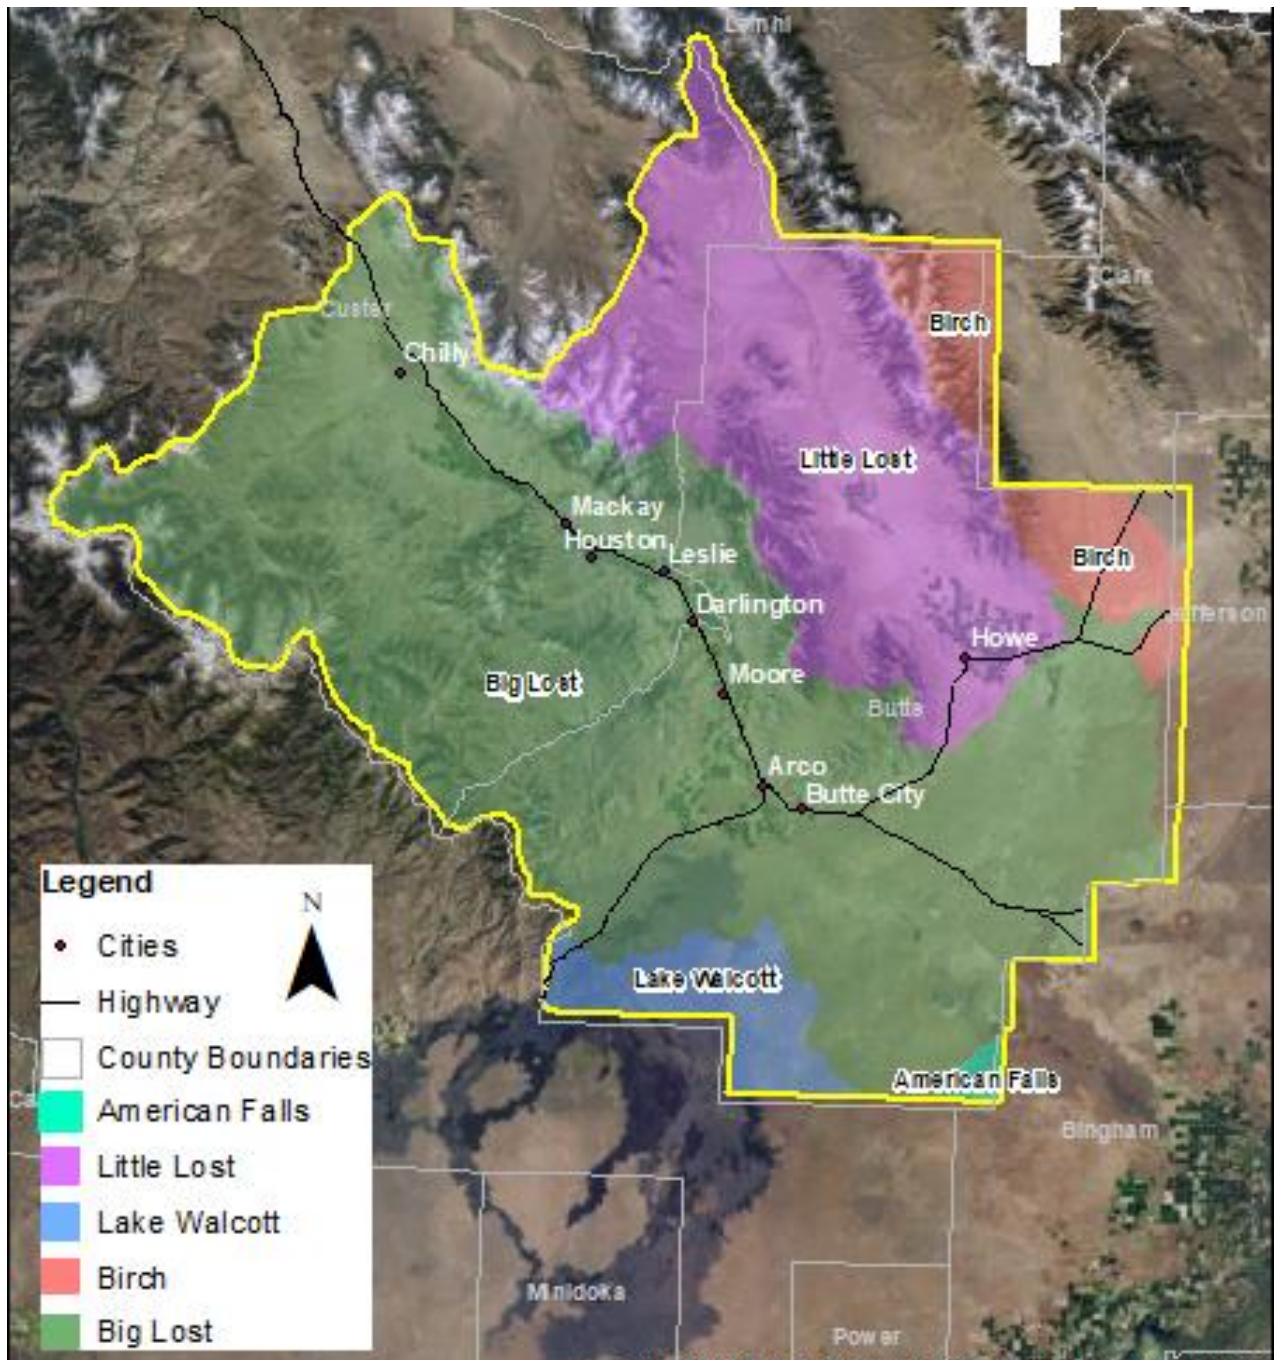 Lemhi
Clark
Custer
Birch
Chilly
Little Lost
Mackay
Houston
Leslie
Birch
Darlington
Jefferson
Howe
Big Lost
Moore
Butte
Arco
Butte City
Legend
N
Cities
Lake Walcott
Highway
County Boundaries
American Falls
American Falls
Bingham
Little Lost
Lake Walcott
Birch
Minidoka
Big Lost
Power